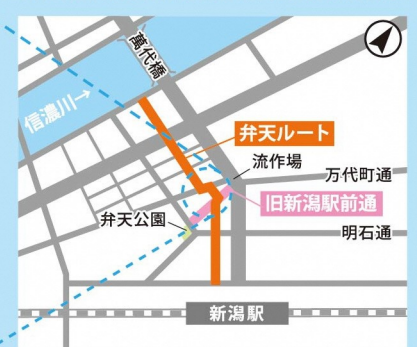 萬代橋
信濃川→
弁天ルート
流作場
万代町通
旧新潟駅前通
弁天公園
明石通
新潟駅